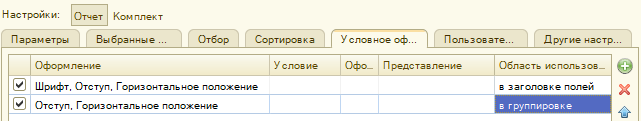 Настройки: Отчет Комплект
Параметры Выбранные ... Отбор Сортировка Условное оф... Пользовате... Другие настр...
Оформление Условие Офо... Представление Область использов...
Шрифт, Отступ, Горизонтальное положение в заголовке полей
Отступ, Горизонтальное положение в группировке